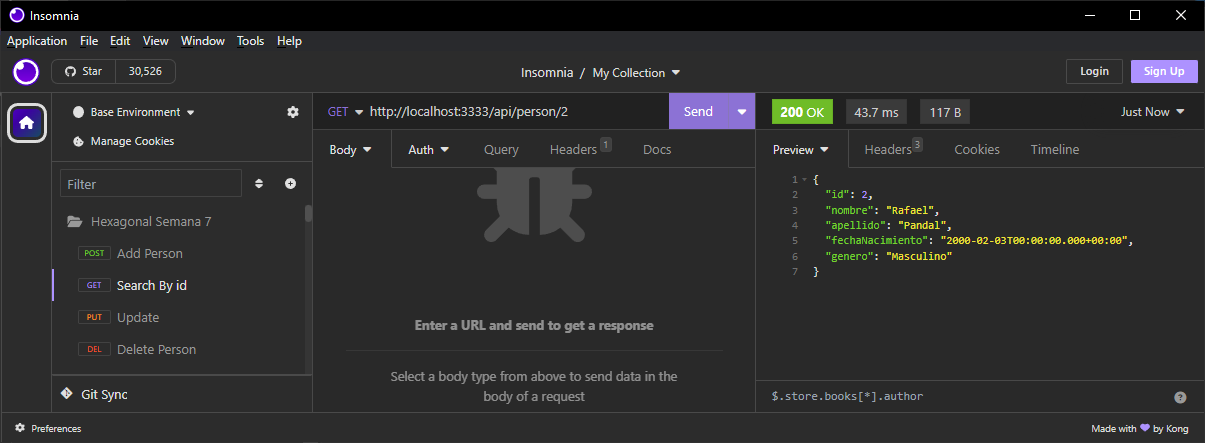 Insomnia
Application File Edit View Window Tools Help
Star 30,526
Insomnia / My Collection
Login Sign Up
Base Environment
Manage Cookies
Filter
Hexagonal Semana 7
POST Add Person
GET Search By id
PUT Update
DEL Delete Person
Git Sync
GET http://localhost:3333/api/person/2 Send
Body Auth Query Headers 1 Docs
Enter a URL and send to get a response
Select a body type from above to send data in the
body of a request
200 OK 43.7 ms 117 B Just Now
Preview Headers 3 Cookies Timeline
1 {
2 "id": 2,
3 "nombre": "Rafael",
4 "apellido": "Pandal",
5 "fechaNacimiento": "2000-02-03T00:00:00.000+00:00",
6 "genero": "Masculino"
7 }
$.store.books[*].author ?
Preferences
Made with by Kong